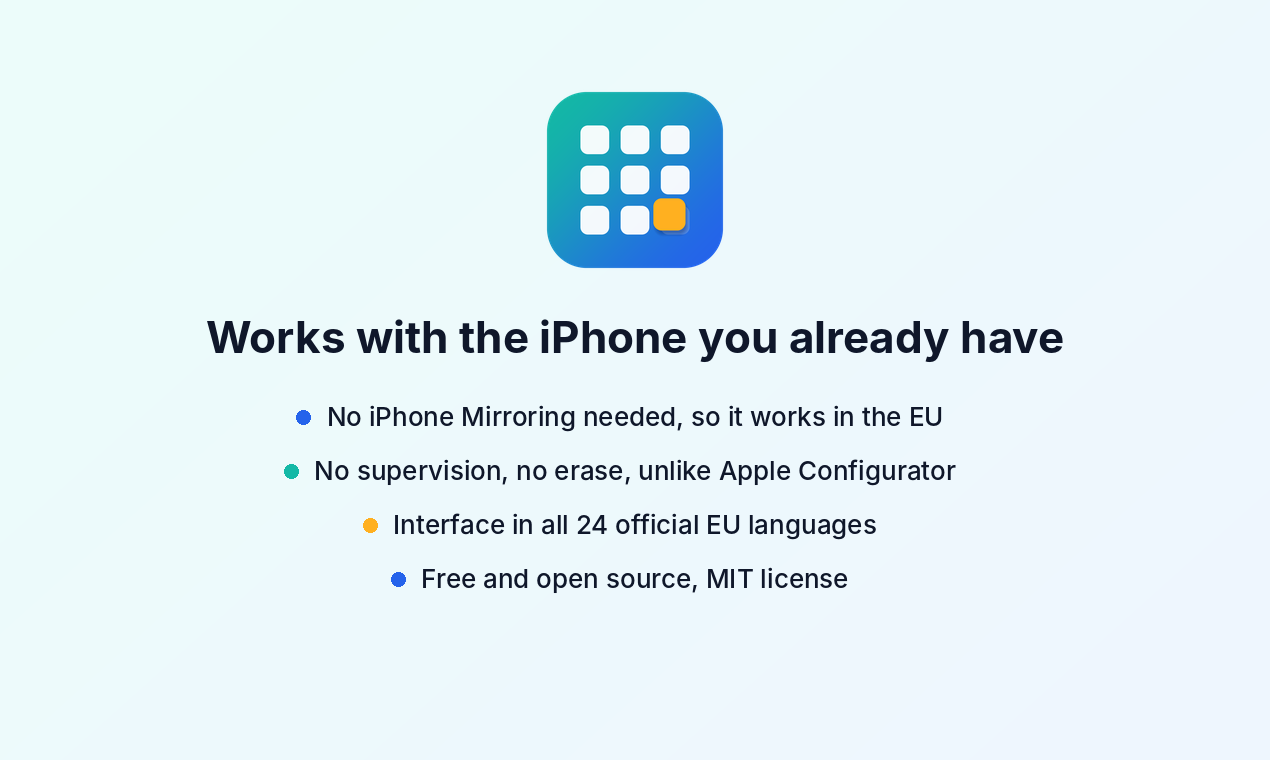 Works with the iPhone you already have
No iPhone Mirroring needed, so it works in the EU
No supervision, no erase, unlike Apple Configurator
Interface in all 24 official EU languages
Free and open source, MIT license